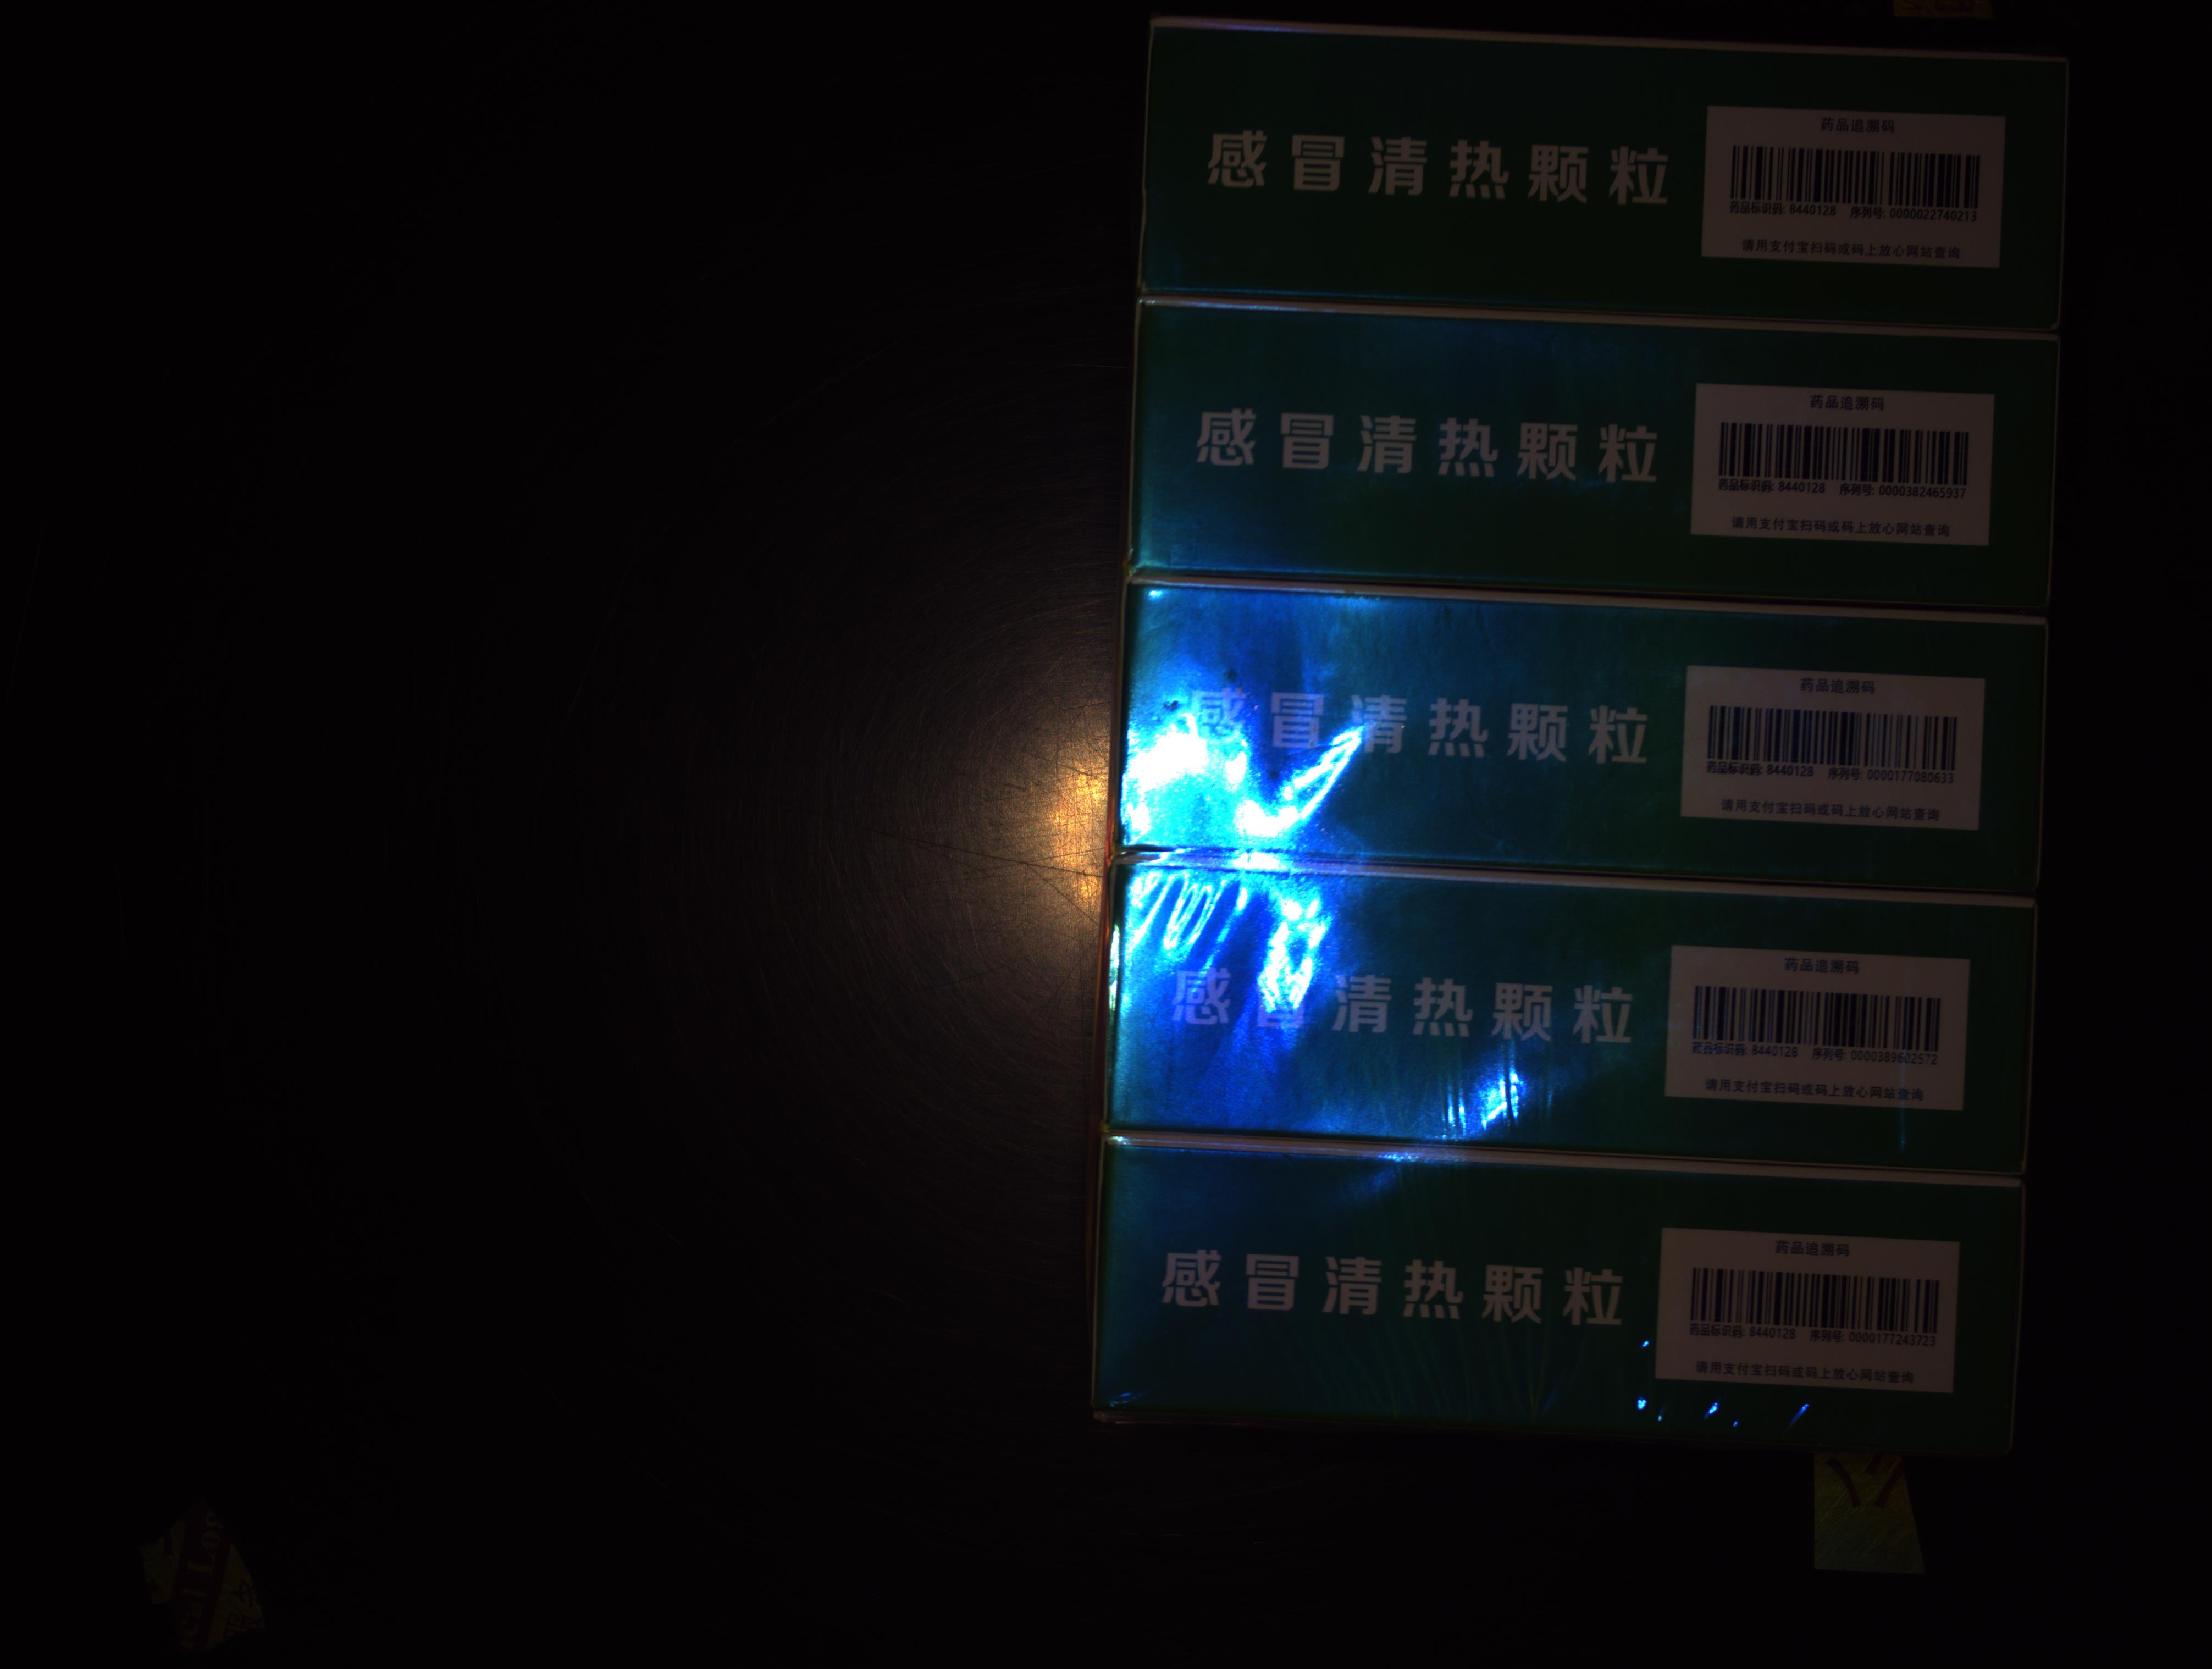 感冒清热颗粒
药品追溯码
药品标识码: 8440128 序列号: 0000022740213
请用支付宝扫码或码上放心网站查询
感冒清热颗粒
药品追溯码
药品标识码: 8440128 序列号: 0000382465937
请用支付宝扫码或码上放心网站查询
感冒清热颗粒
药品追溯码
药品标识码: 8440128 序列号: 0000177080633
请用支付宝扫码或码上放心网站查询
感冒清热颗粒
药品追溯码
药品标识码: 8440128 序列号: 0000389602572
请用支付宝扫码或码上放心网站查询
感冒清热颗粒
药品追溯码
药品标识码: 8440128 序列号: 0000177243723
请用支付宝扫码或码上放心网站查询